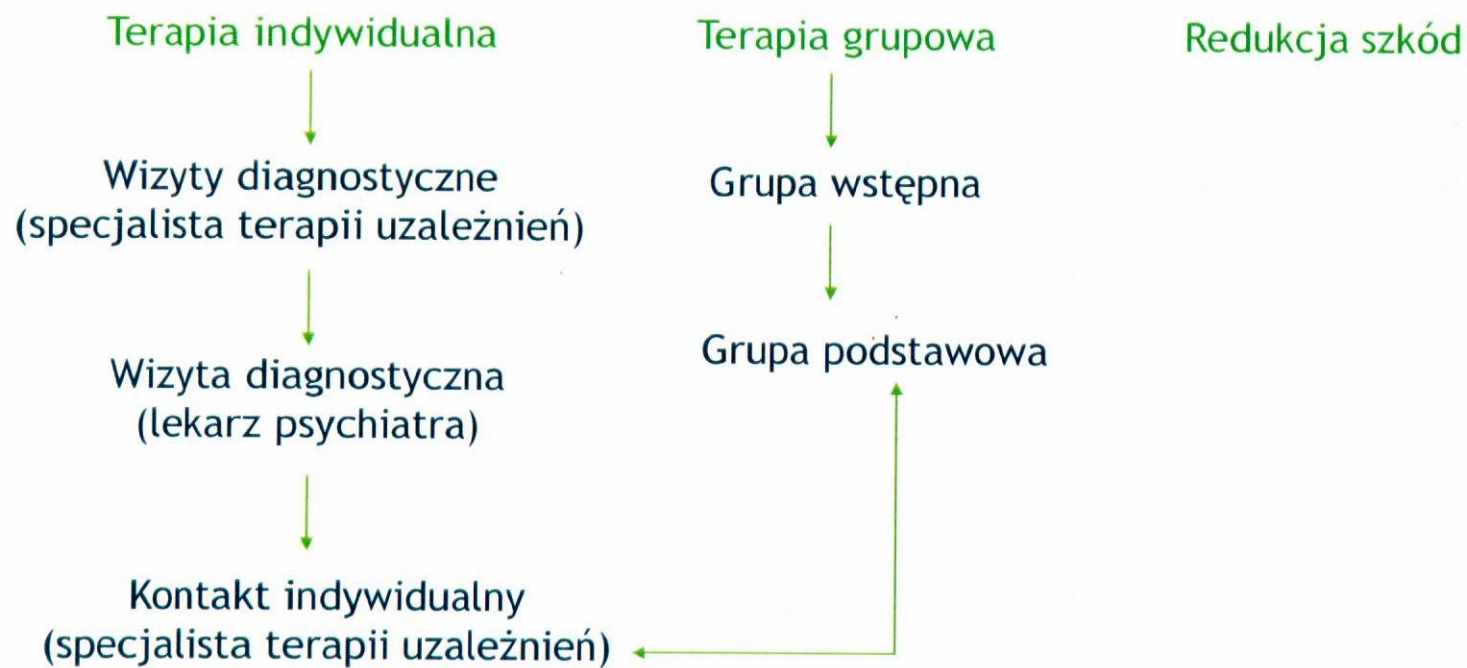 Terapia indywidualna
Wizyty diagnostyczne
(specjalista terapii uzależnień)
Wizyta diagnostyczna
(lekarz psychiatra)
Kontakt indywidualny
(specjalista terapii uzależnień)
Terapia grupowa
Grupa wstępna
Grupa podstawowa
Redukcja szkód